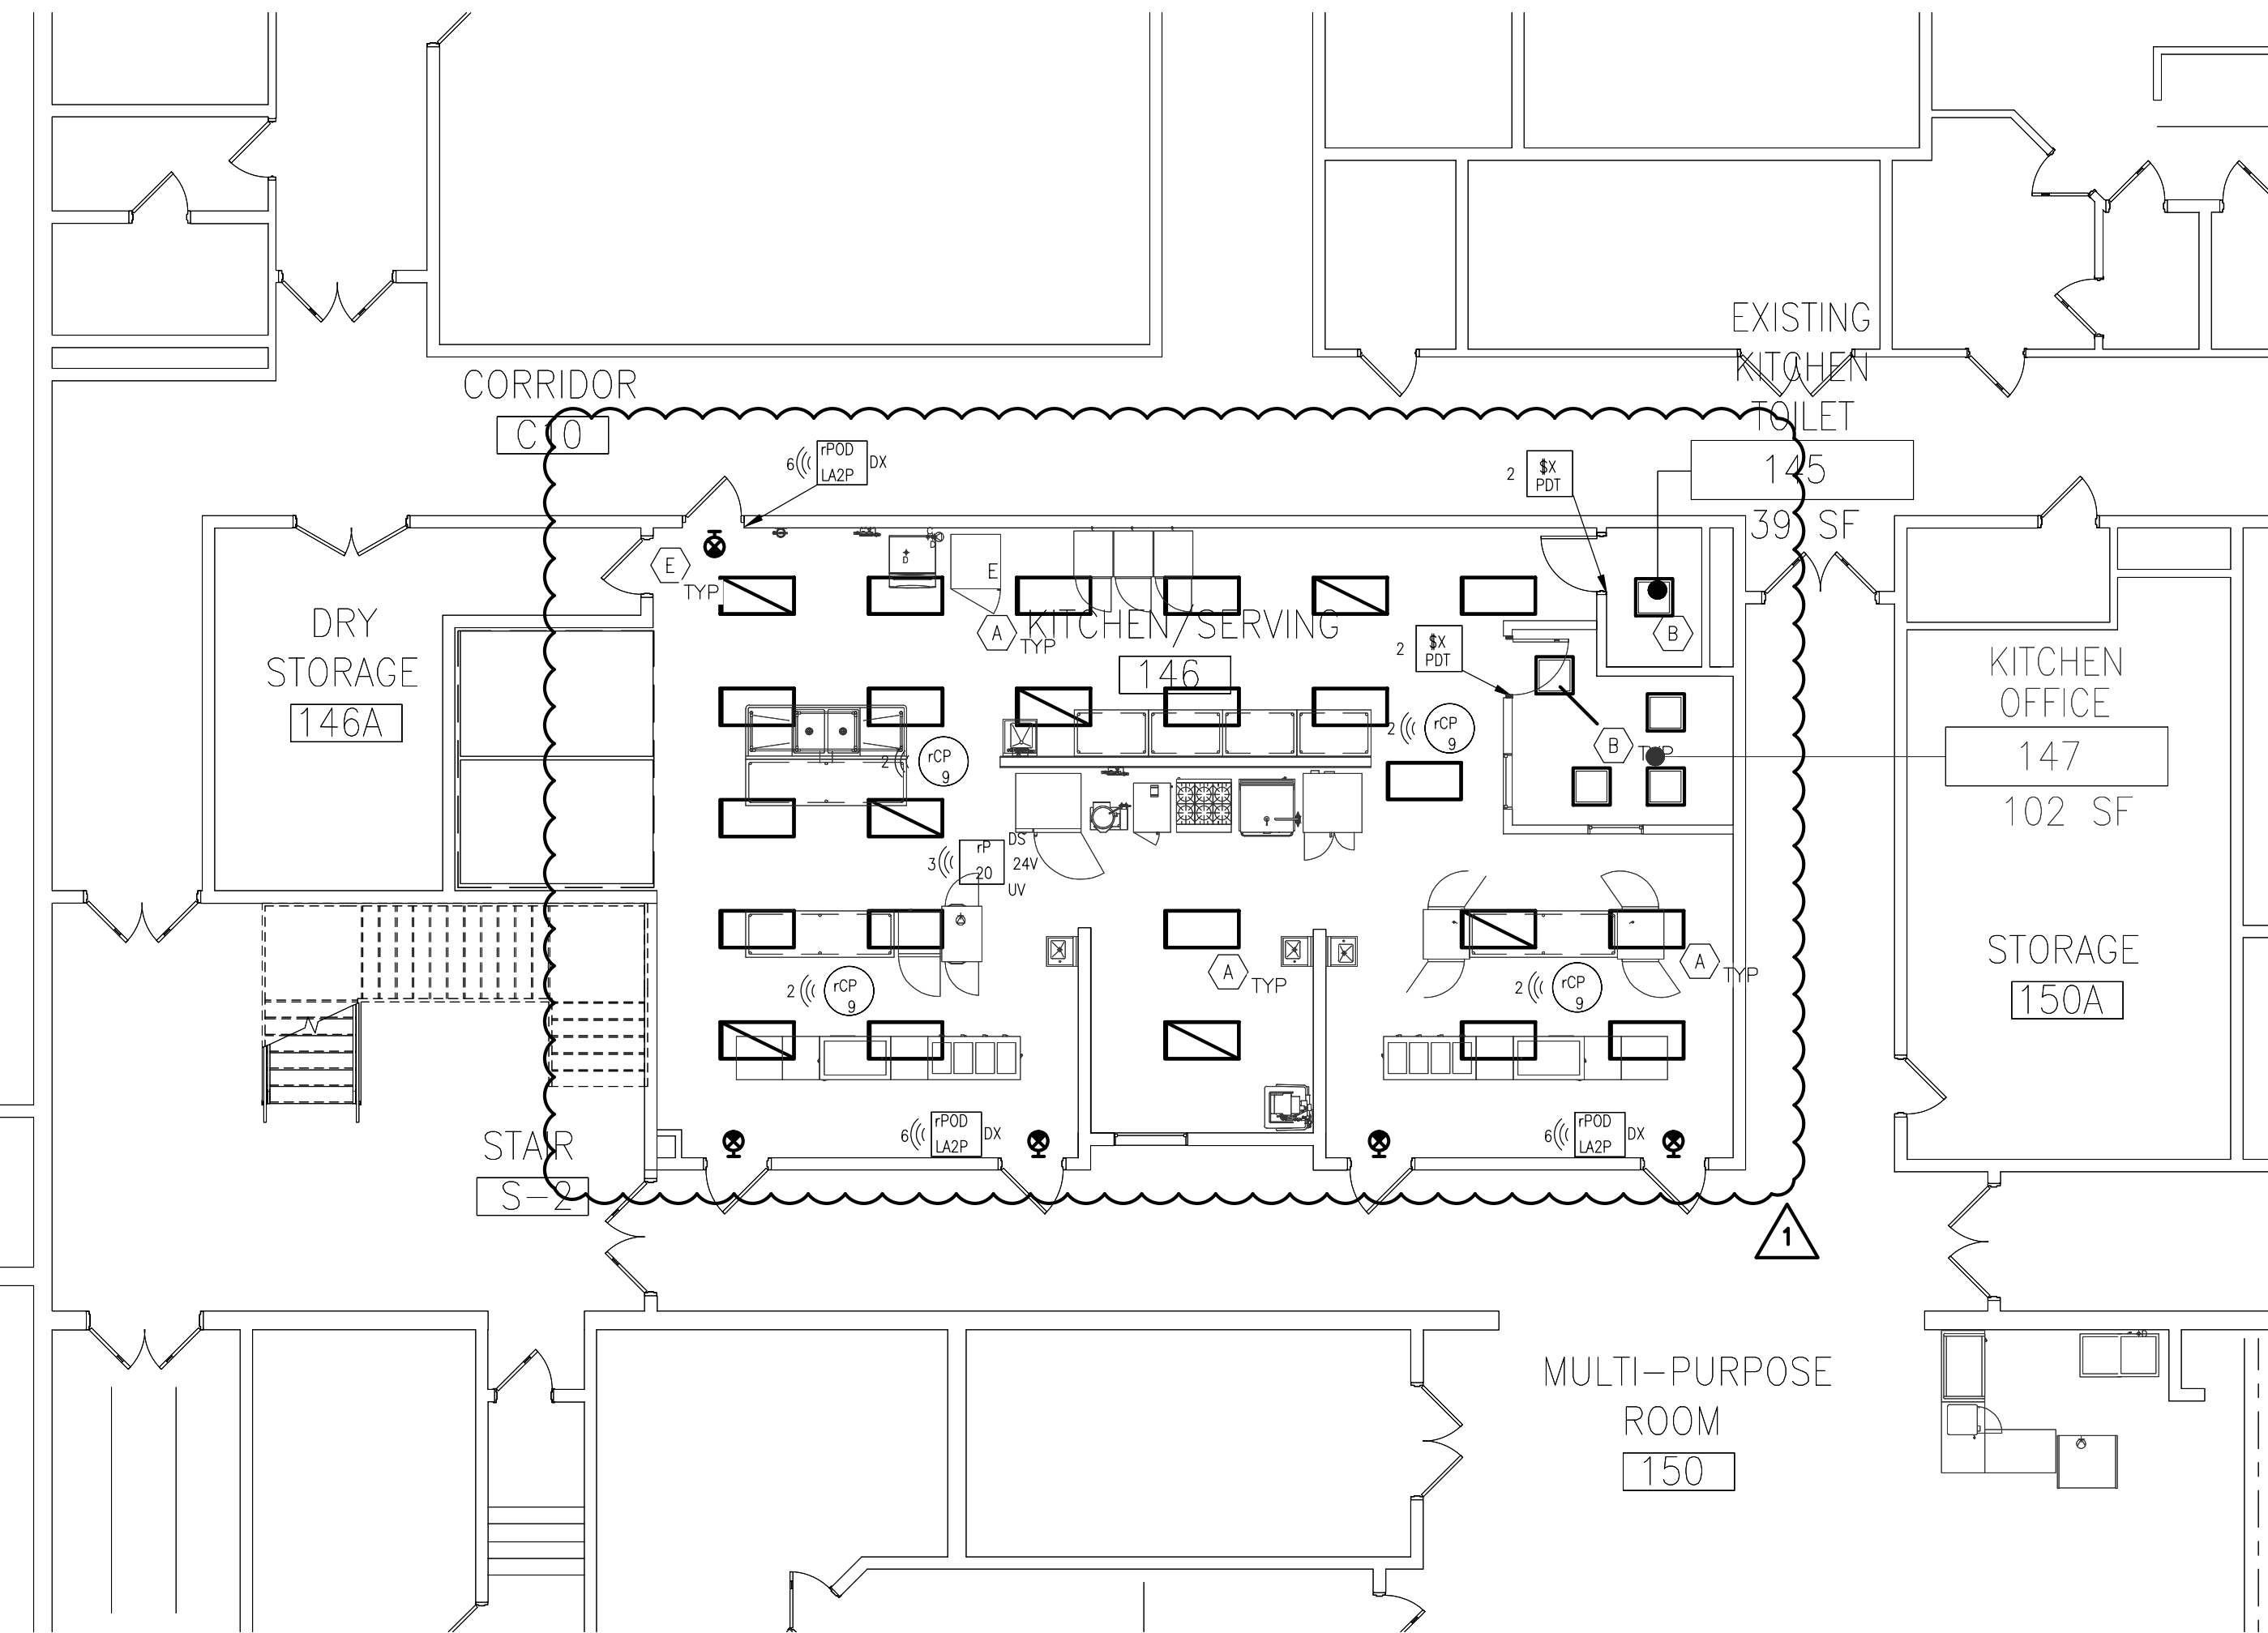 EXISTING
KITCHEN
TOILET
145
39 SF
CORRIDOR
C10
6
rPOD
LA2P
DX
2
$X
PDT
E
TYP
D
E
A
TYP
KITCHEN/SERVING
146
2
$X
PDT
B
DRY
STORAGE
146A
KITCHEN
OFFICE
147
102 SF
2
rCP
9
2
rCP
9
B
TYP
3
rP
20
DS
24V
UV
A
TYP
A
TYP
STORAGE
150A
2
rCP
9
2
rCP
9
6
rPOD
LA2P
DX
6
rPOD
LA2P
DX
STAIR
S-2
1
MULTI-PURPOSE
ROOM
150